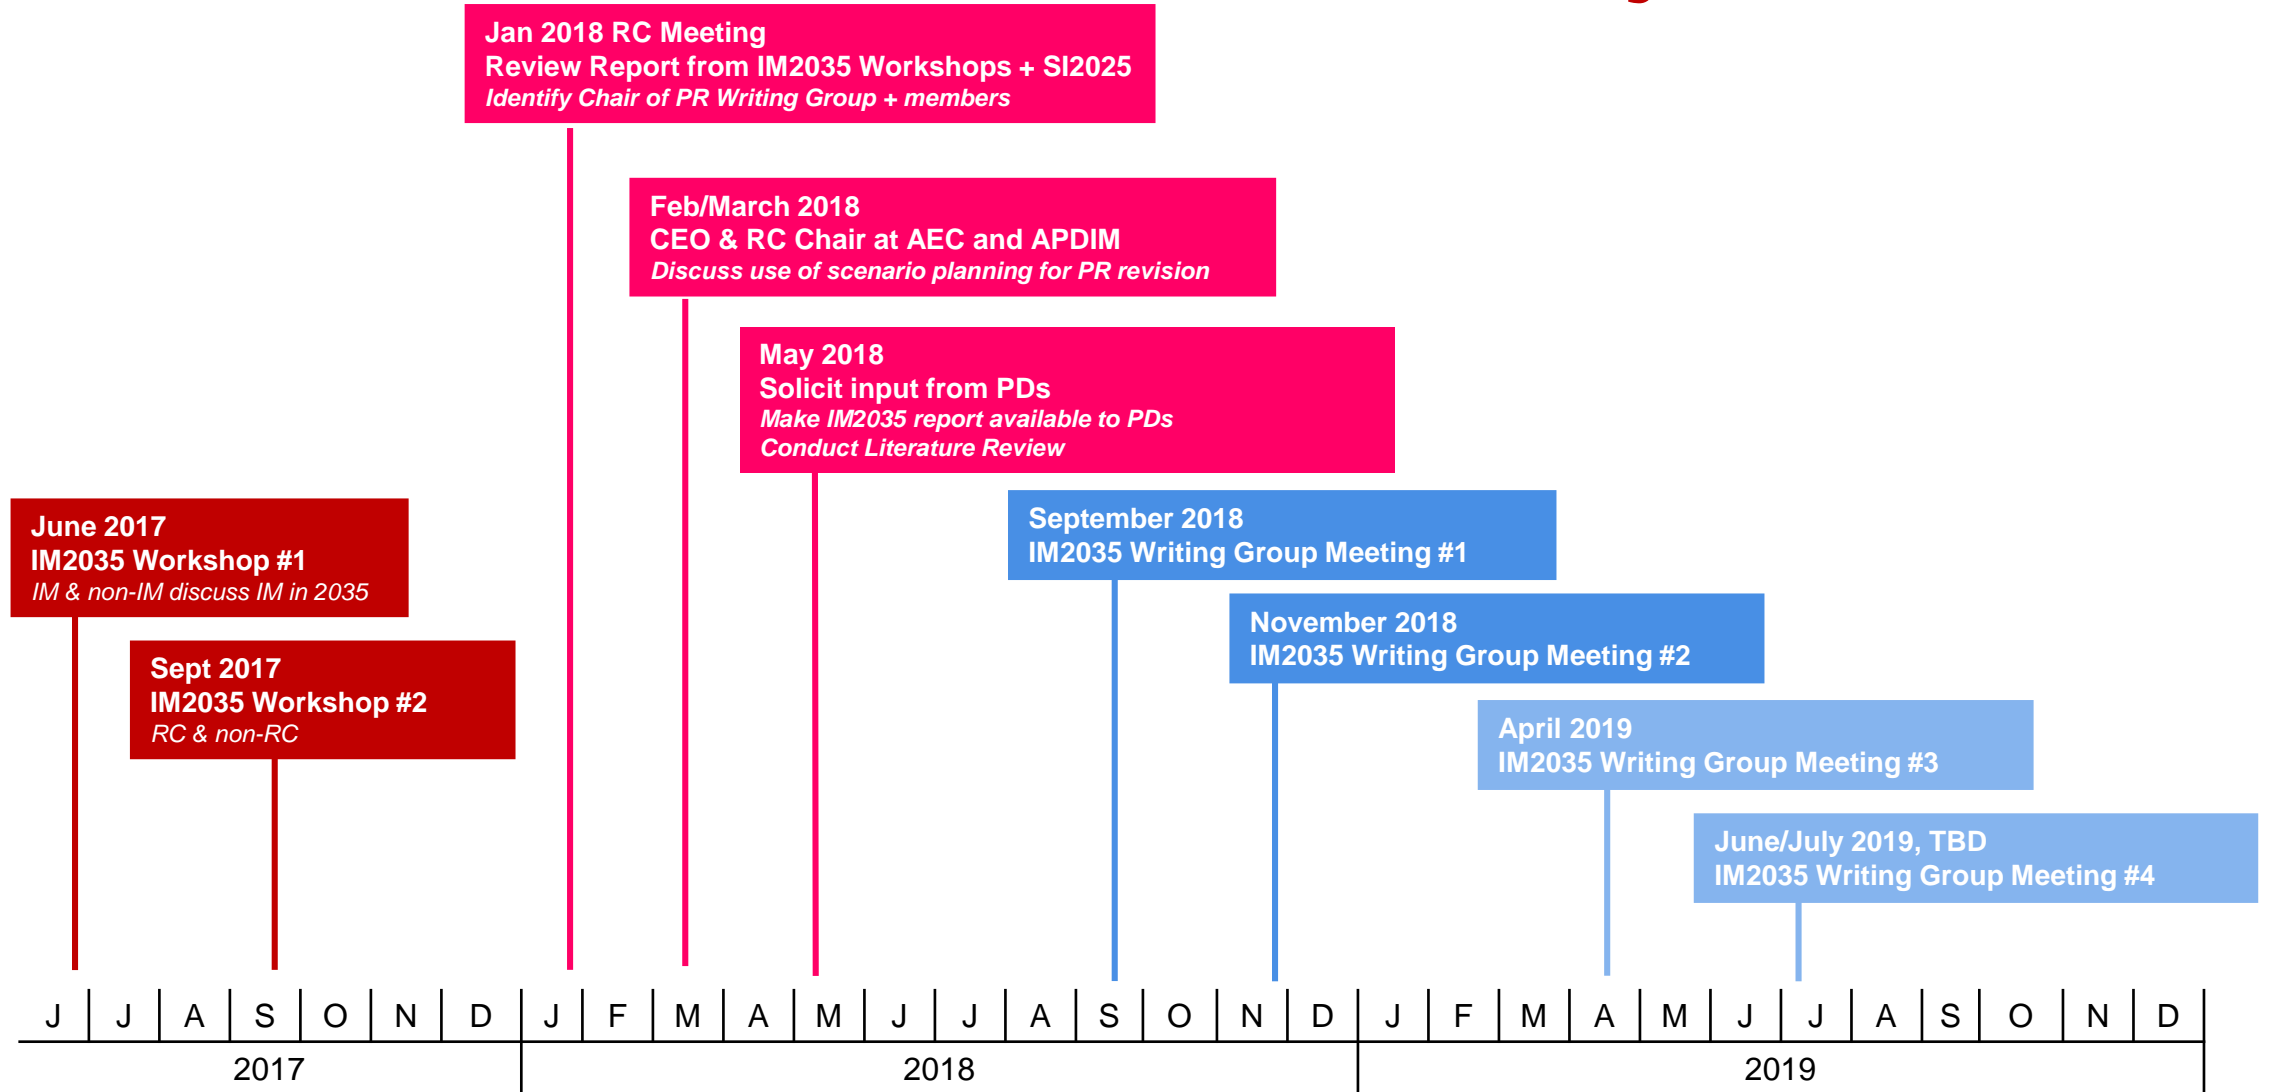 Jan 2018 RC Meeting
Review Report from IM2035 Workshops + SI2025
Identify Chair of PR Writing Group + members
Feb/March 2018
CEO & RC Chair at AEC and APDIM
Discuss use of scenario planning for PR revision
May 2018
Solicit input from PDs
Make IM2035 report available to PDs
Conduct Literature Review
June 2017
IM2035 Workshop #1
IM & non-IM discuss IM in 2035
Sept 2017
IM2035 Workshop #2
RC & non-RC
September 2018
IM2035 Writing Group Meeting #1
November 2018
IM2035 Writing Group Meeting #2
April 2019
IM2035 Writing Group Meeting #3
June/July 2019, TBD
IM2035 Writing Group Meeting #4
J J A S O N D J F M A M J J A S O N D J F M A M J J A S O N D
2017 2018 2019